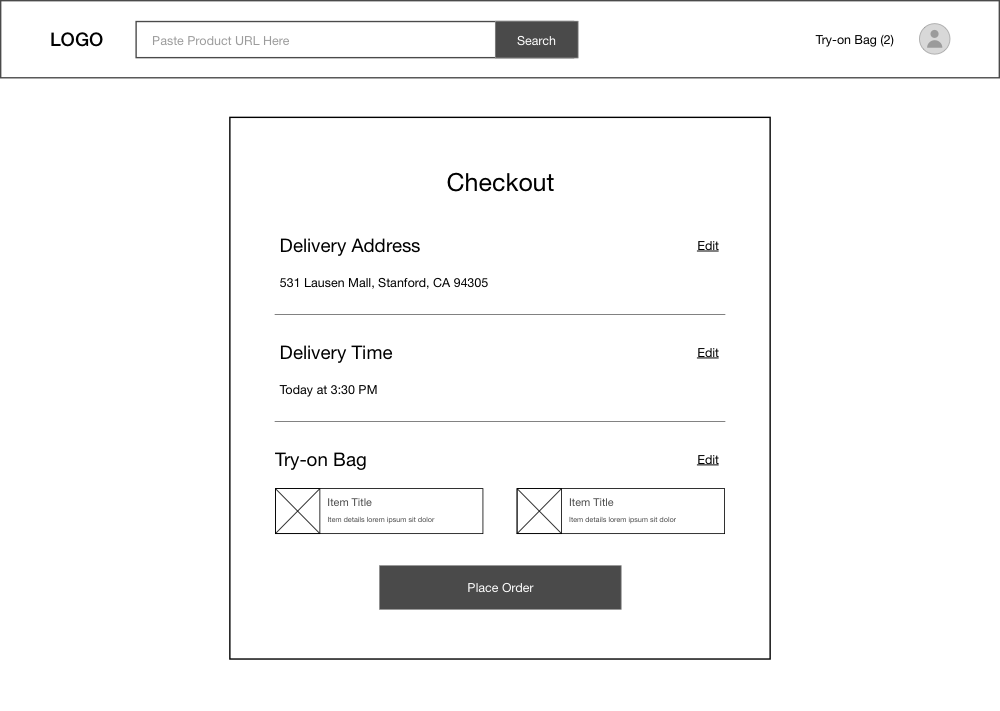 LOGO
Paste Product URL Here
Search
Try-on Bag (2)
Checkout
Delivery Address
Edit
531 Lausen Mall, Stanford, CA 94305
Delivery Time
Edit
Today at 3:30 PM
Try-on Bag
Edit
Item Title
Item details lorem ipsum sit dolor
Item Title
Item details lorem ipsum sit dolor
Place Order